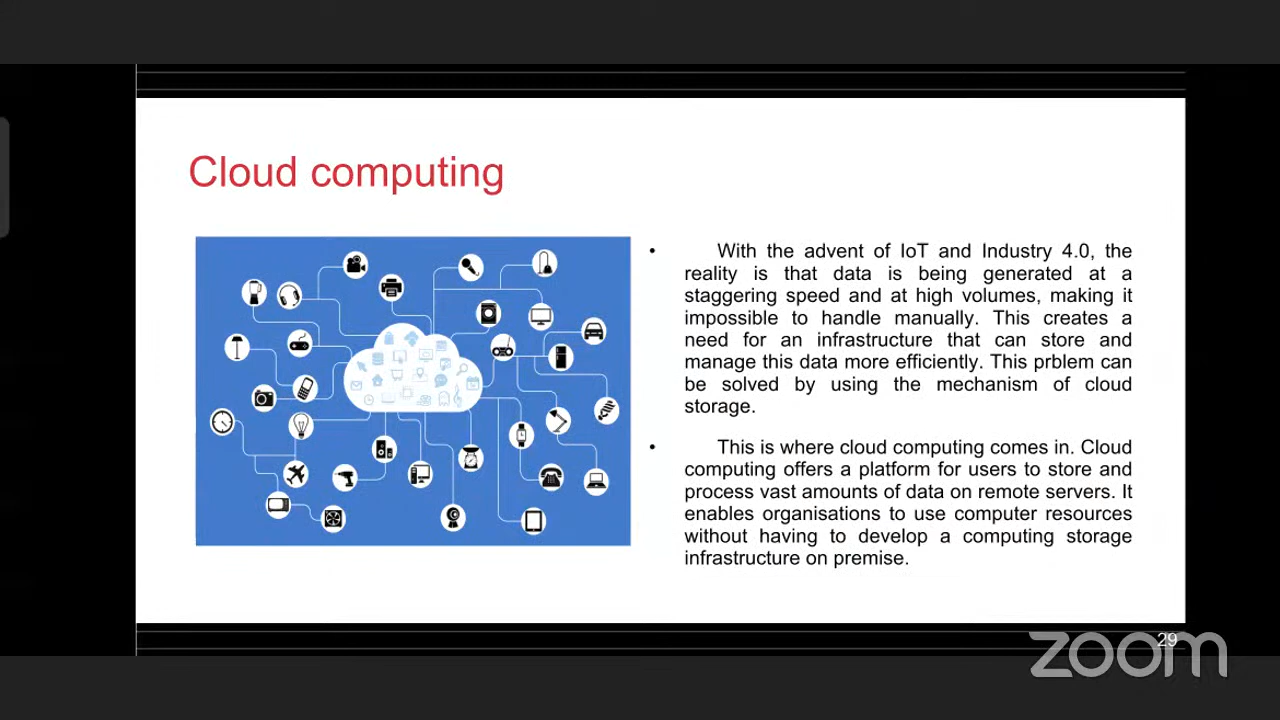 Cloud computing
• With the advent of IoT and Industry 4.0, the
reality is that data is being generated at a
staggering speed and at high volumes, making it
impossible to handle manually. This creates a
need for an infrastructure that can store and
manage this data more efficiently. This prblem can
be solved by using the mechanism of cloud
storage.
• This is where cloud computing comes in. Cloud
computing offers a platform for users to store and
process vast amounts of data on remote servers. It
enables organisations to use computer resources
without having to develop a computing storage
infrastructure on premise.
29
zoom